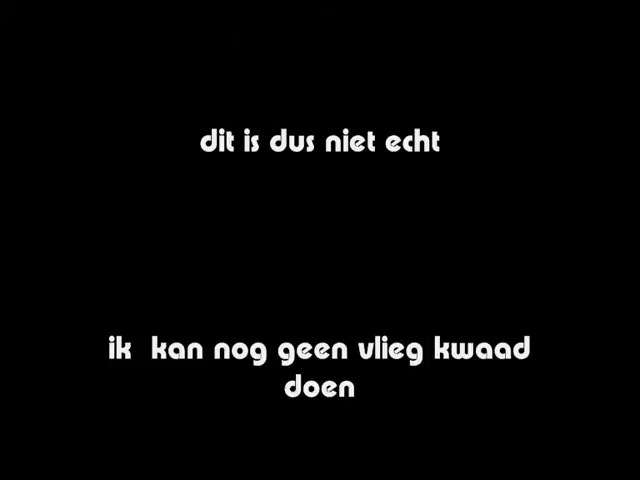 dit is dus niet echt
ik kan nog geen vlieg kwaad
doen